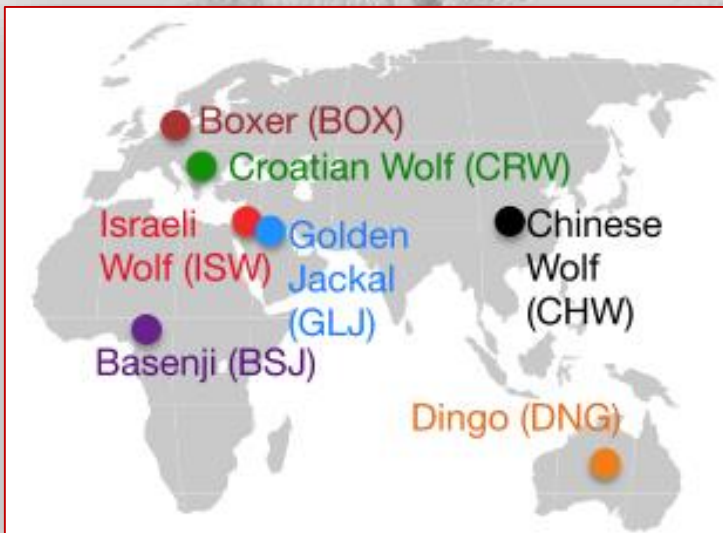 Boxer (BOX)
Croatian Wolf (CRW)
Israeli
Wolf (ISW)
Golden
Jackal
(GLJ)
Chinese
Wolf
(CHW)
Basenji (BSJ)
Dingo (DNG)